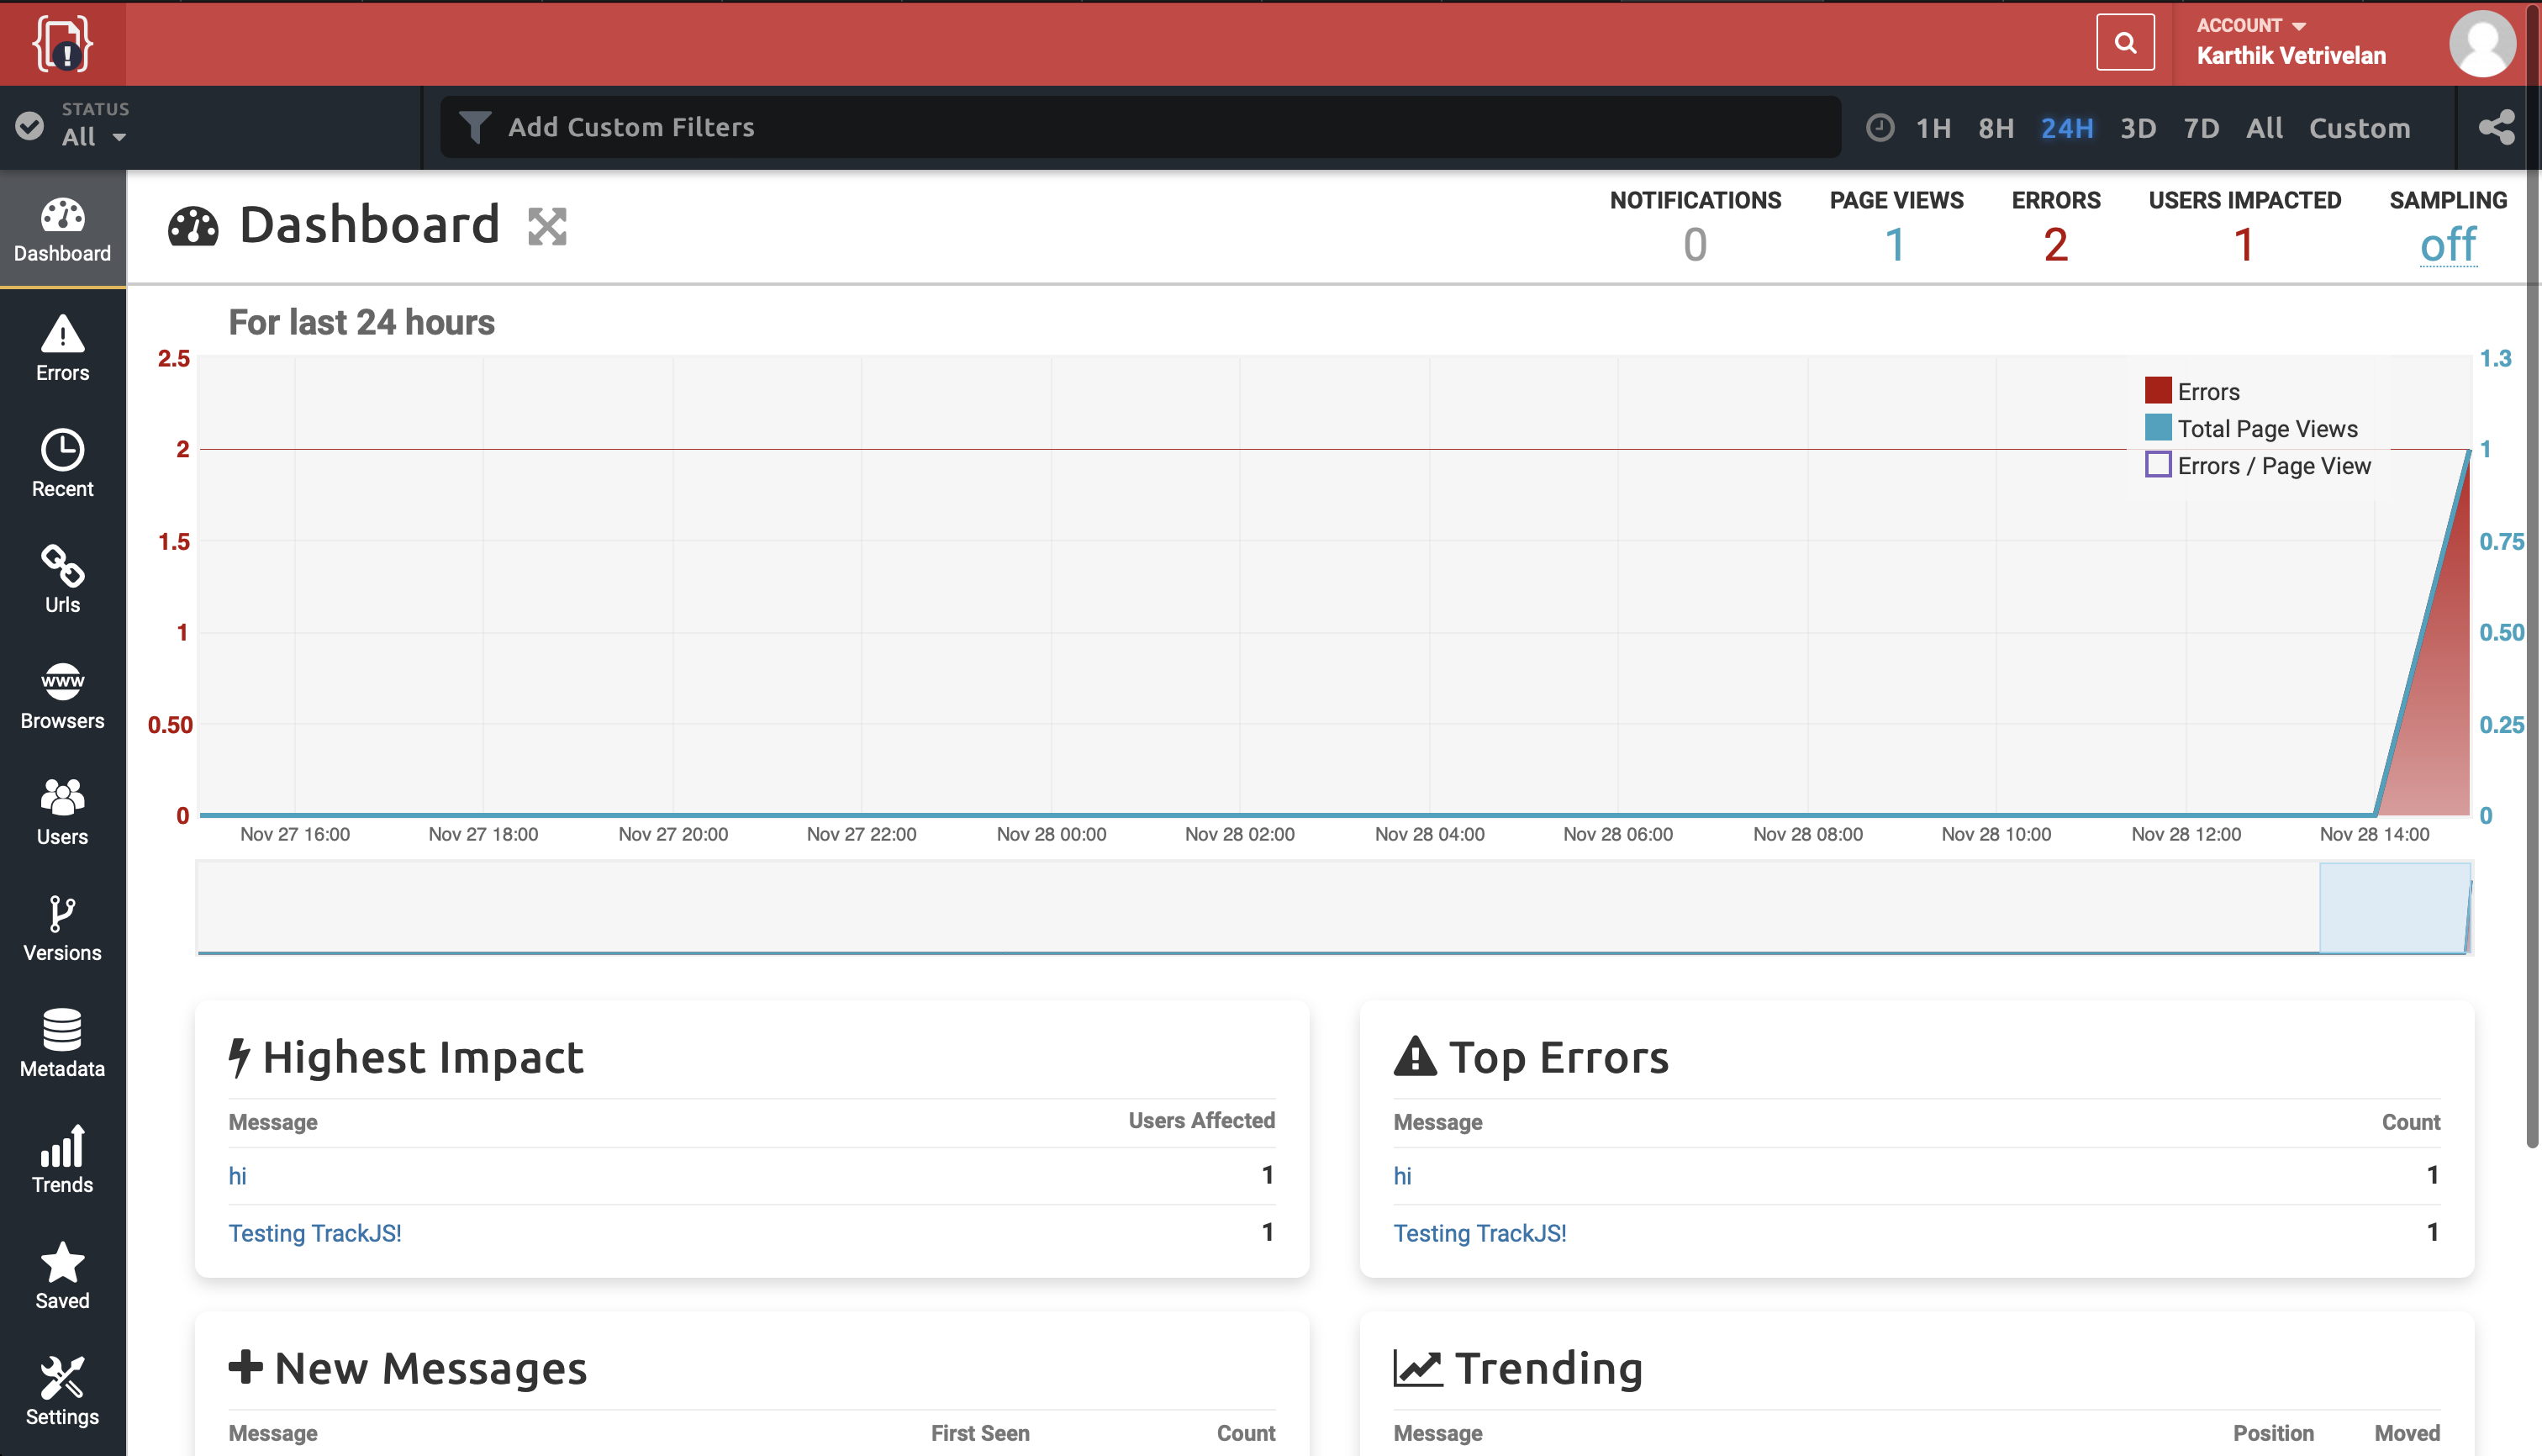 ACCOUNT
Karthik Vetrivelan
STATUS
All
Add Custom Filters
1H 8H 24H 3D 7D All Custom
Dashboard
Errors
Recent
Urls
WWW
Browsers
Users
Versions
Metadata
Trends
Saved
Settings
Dashboard
NOTIFICATIONS PAGE VIEWS ERRORS USERS IMPACTED SAMPLING
0 1 2 1 off
For last 24 hours
2.5 1.3
Errors
Total Page Views
2 1
Errors / Page View
1.5 0.75
1 0.50
0.50 0.25
0 0
Nov 27 16:00 Nov 27 18:00 Nov 27 20:00 Nov 27 22:00 Nov 28 00:00 Nov 28 02:00 Nov 28 04:00 Nov 28 06:00 Nov 28 08:00 Nov 28 10:00 Nov 28 12:00 Nov 28 14:00
Highest Impact
Message Users Affected
hi 1
Testing TrackJS! 1
Top Errors
Message Count
hi 1
Testing TrackJS! 1
New Messages
Message First Seen Count
Trending
Message Position Moved